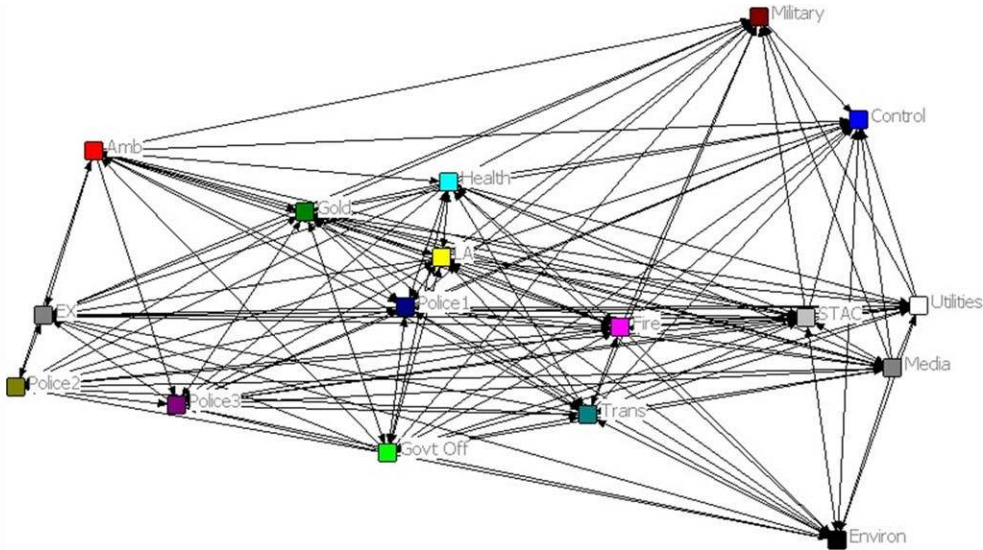 Military
Control
Amb
Health
Gold
LA
Police1
Utilities
EX
STAC
Fire
Media
Police2
Police3
Trans
Govt Off
Environ